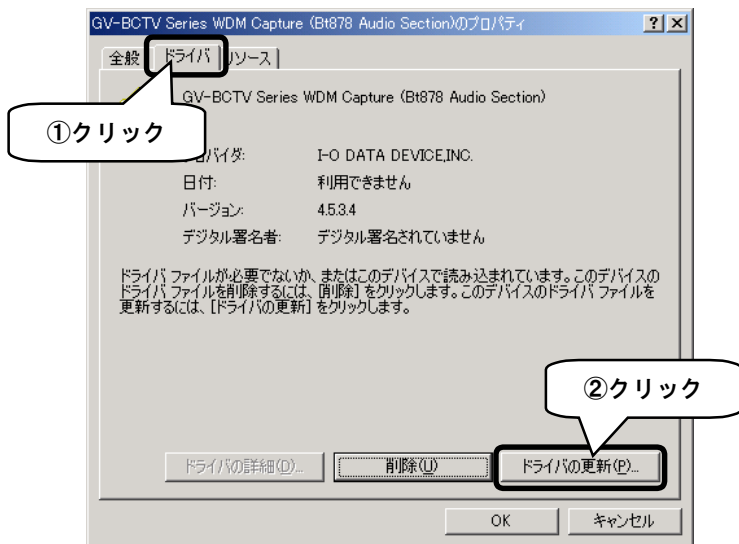 GV-BCTV Series WDM Capture (Bt878 Audio Section)のプロパティ
全般 ドライバ リソース
①クリック
GV-BCTV Series WDM Capture (Bt878 Audio Section)
プロバイダ: I-O DATA DEVICE,INC.
日付: 利用できません
バージョン: 4.5.3.4
デジタル署名者: デジタル署名されていません
ドライバ ファイルが必要でないか、またはこのデバイスで読み込まれています。このデバイスの
ドライバ ファイルを削除するには、[削除] をクリックします。このデバイスのドライバ ファイルを
更新するには、[ドライバの更新] をクリックします。
②クリック
ドライバの詳細(D)... 削除(U) ドライバの更新(P)...
OK キャンセル